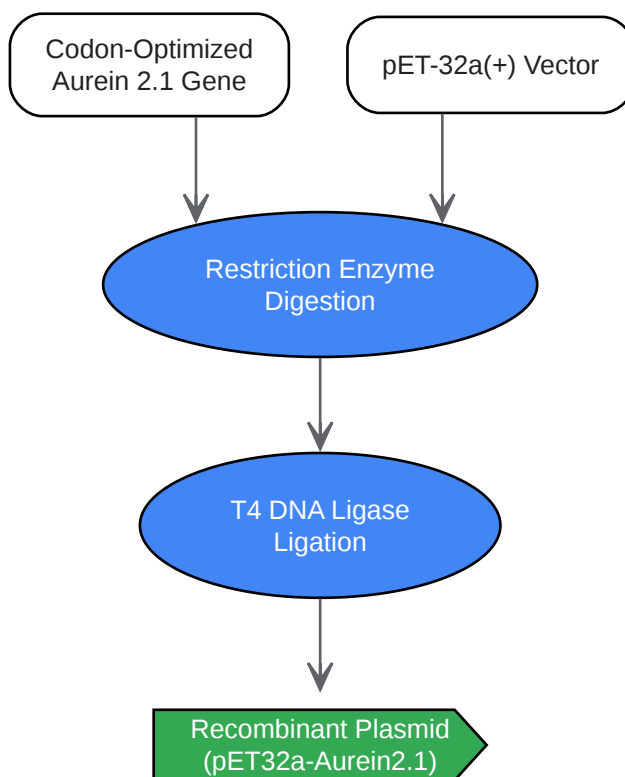 Codon-Optimized
Aurein 2.1 Gene
pET-32a(+) Vector
Restriction Enzyme
Digestion
T4 DNA Ligase
Ligation
Recombinant Plasmid
(pET32a-Aurein2.1)